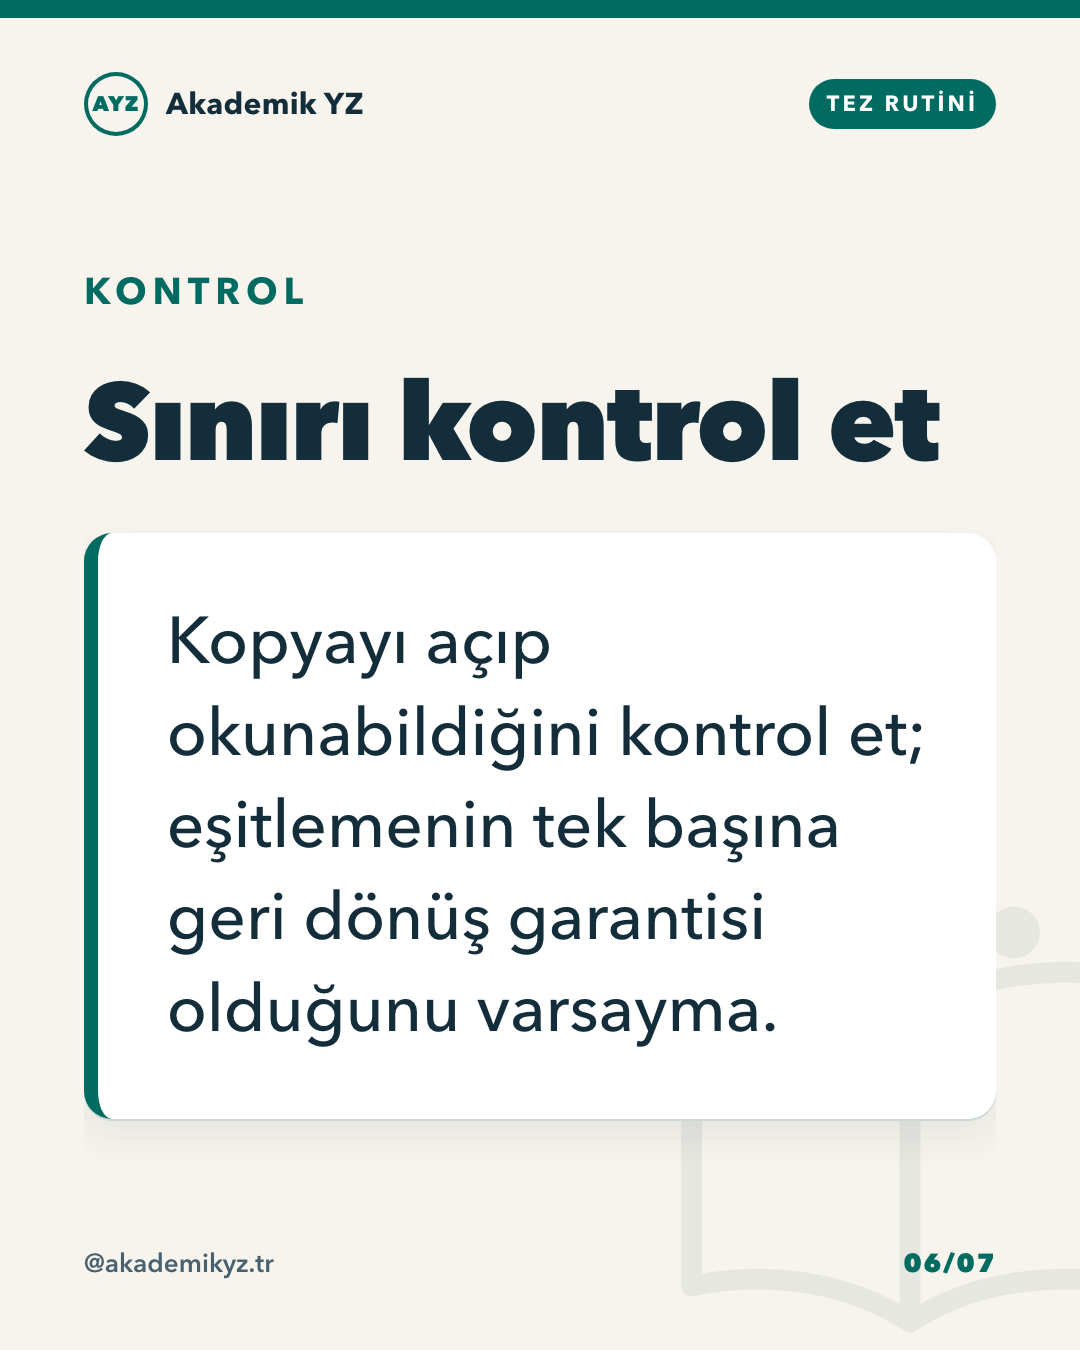 AYZ Akademik YZ
TEZ RUTİNİ
KONTROL
Sınırı kontrol et
Kopyayı açıp
okunabildiğini kontrol et;
eşitlemenin tek başına
geri dönüş garantisi
olduğunu varsayma.
@akademikyz.tr
06/07